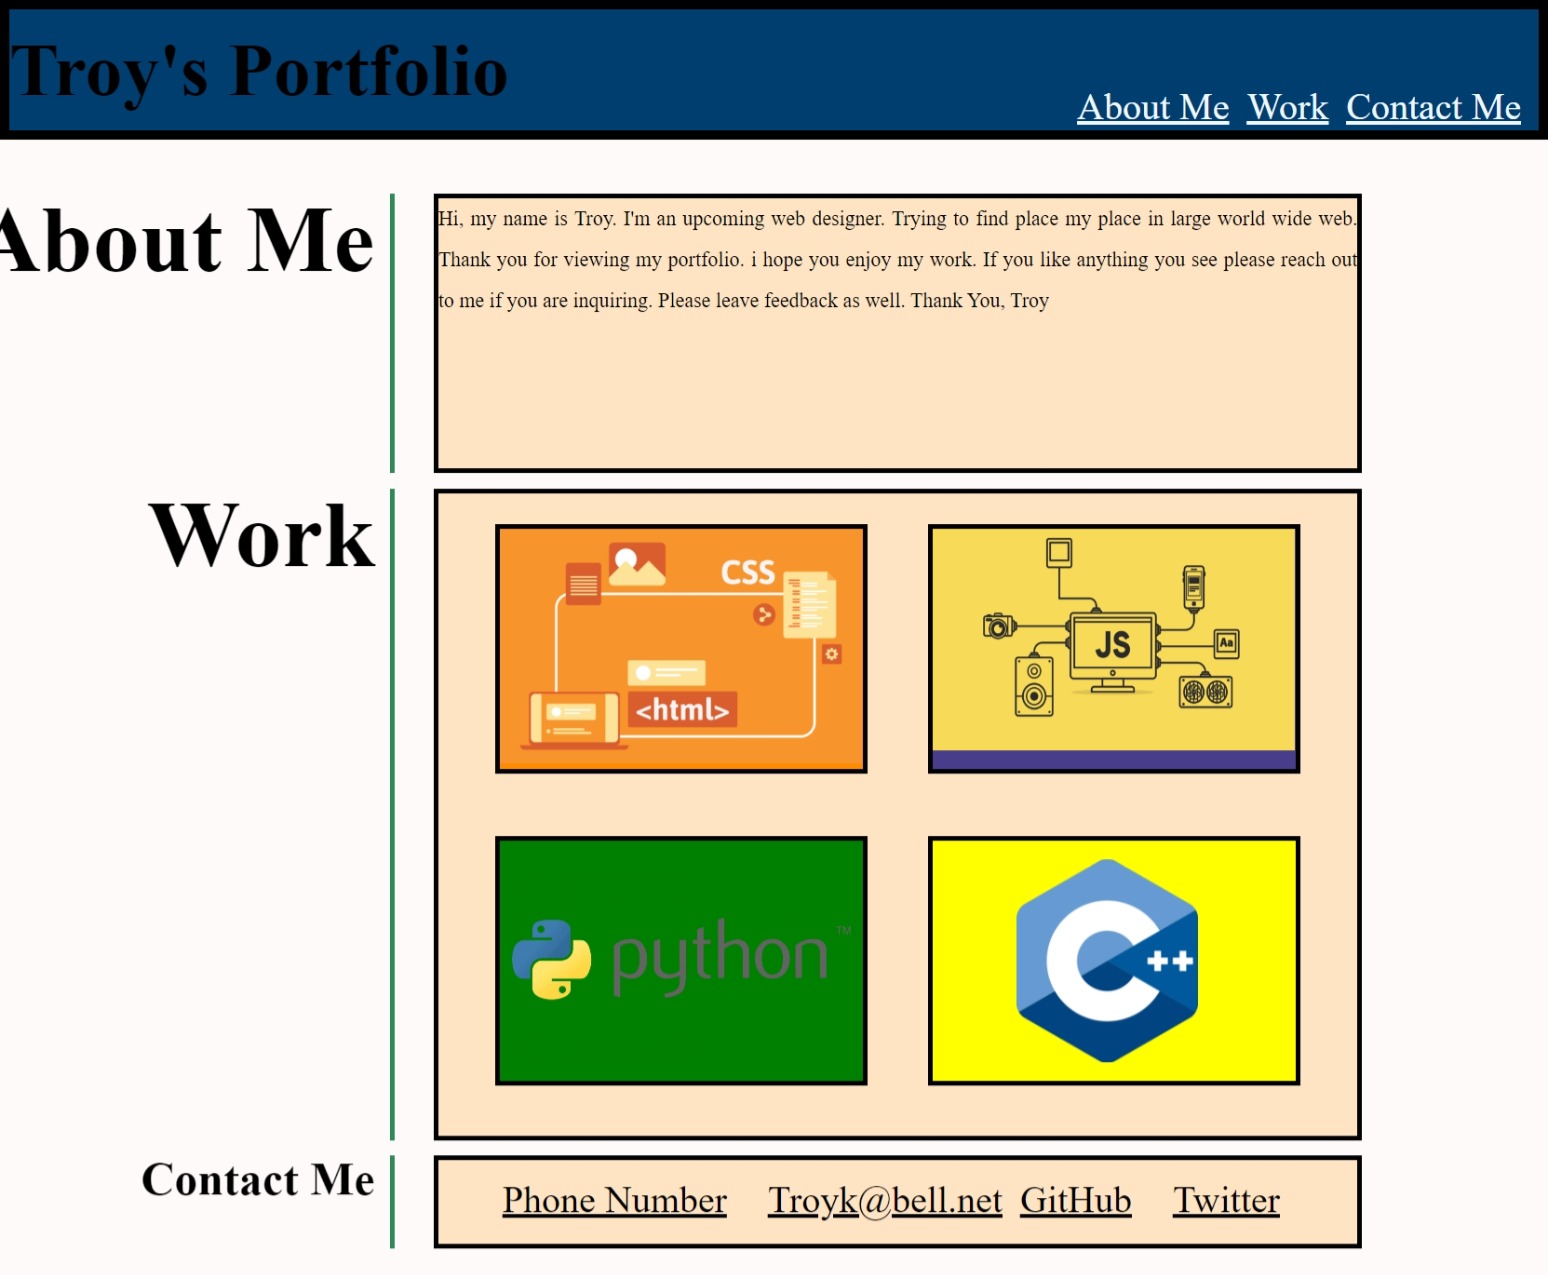 Troy's Portfolio
About Me Work Contact Me
About Me
Hi, my name is Troy. I'm an upcoming web designer. Trying to find place my place in large world wide web.
Thank you for viewing my portfolio. i hope you enjoy my work. If you like anything you see please reach out
to me if you are inquiring. Please leave feedback as well. Thank You, Troy
Work
CSS
<html>
JS
Aa
python TM
C++
Contact Me
Phone Number Troyk@bell.net GitHub Twitter